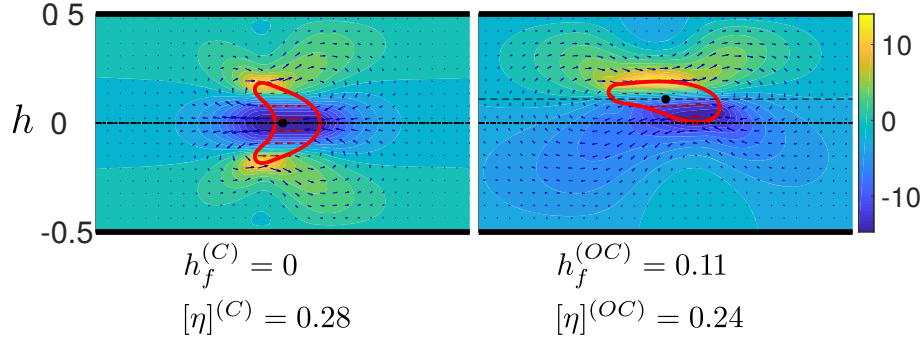 0 5
10
h 0
0
-10
-0.5
h_f^{(C)} = 0 h_f^{(OC)} = 0.11
[η]^{(C)} = 0.28 [η]^{(OC)} = 0.24